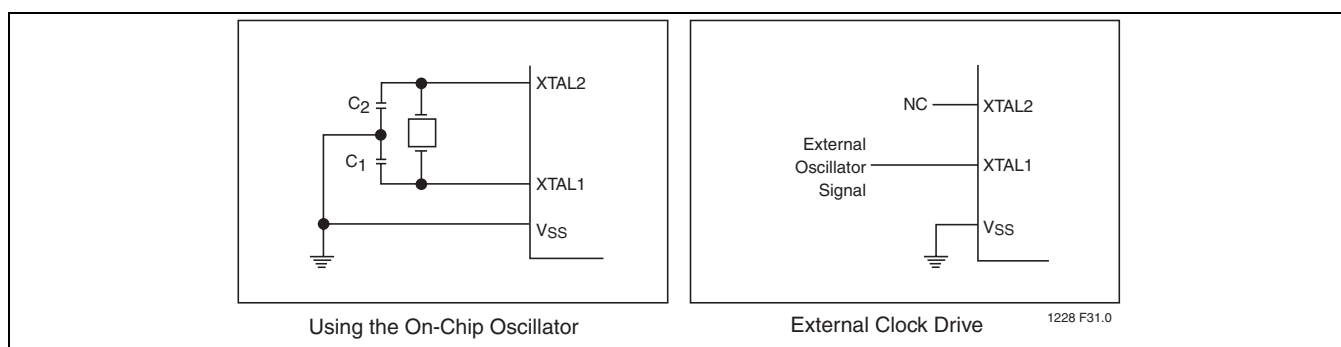 XTAL2
C2
C1
XTAL1
VSS
Using the On-Chip Oscillator
NC
XTAL2
External
Oscillator
Signal
XTAL1
VSS
External Clock Drive
1228 F31.0